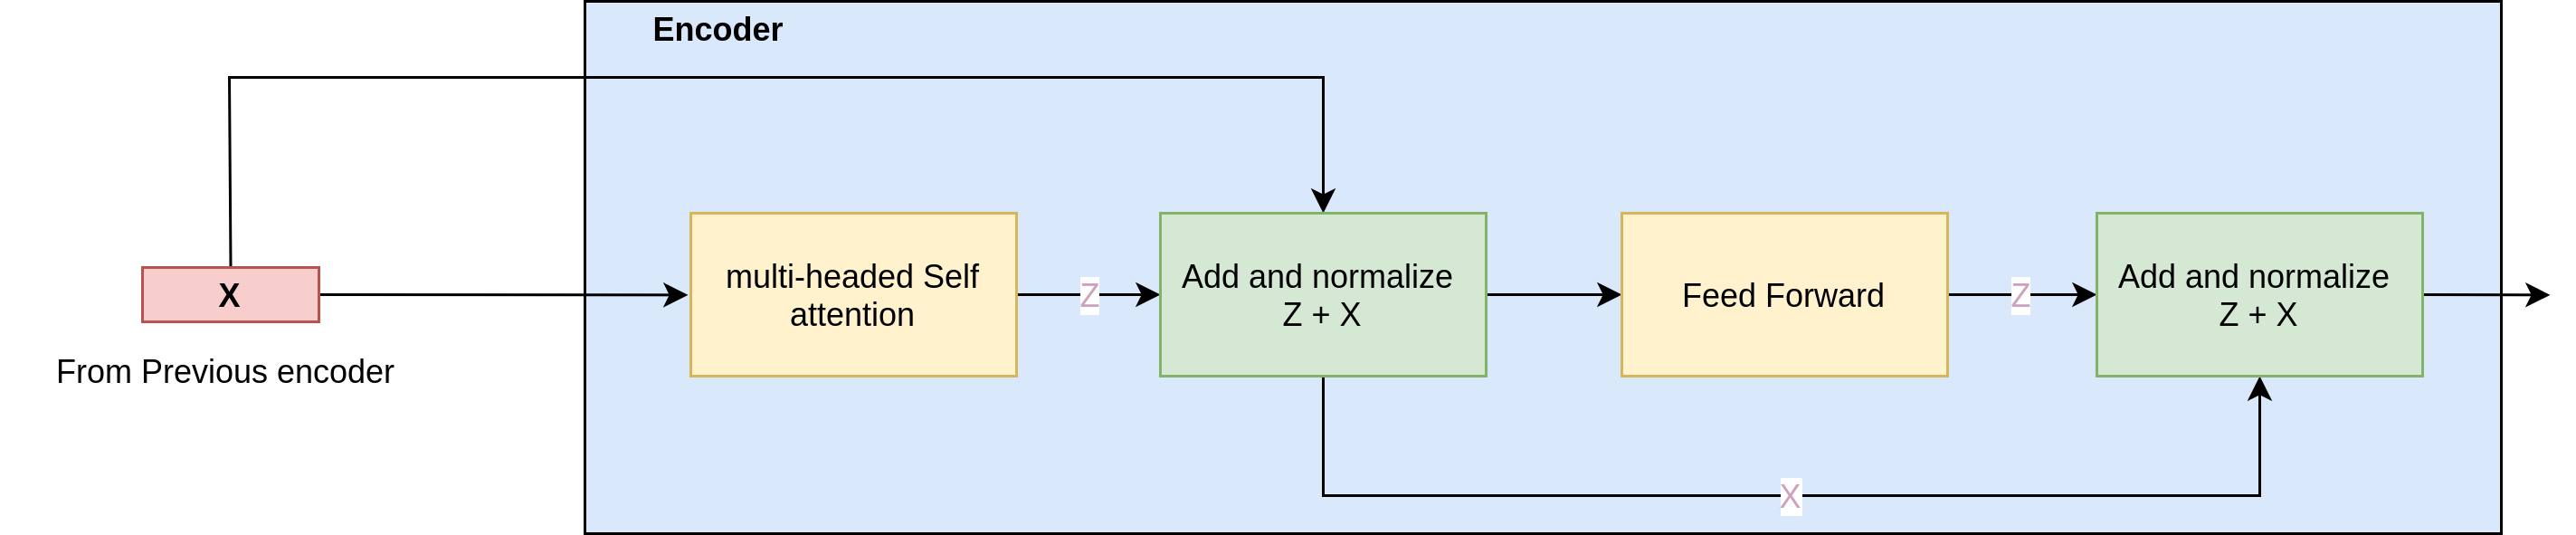 Encoder
X
From Previous encoder
multi-headed Self
attention
Z
Add and normalize
Z + X
Feed Forward
Z
Add and normalize
Z + X
X